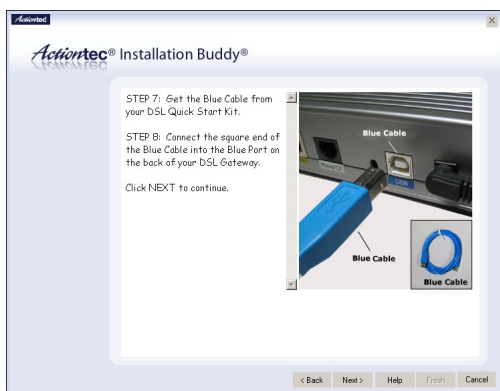 Actiontec
Actiontec® Installation Buddy®
STEP 7: Get the Blue Cable from
your DSL Quick Start Kit.
STEP 8: Connect the square end of
the Blue Cable into the Blue Port on
the back of your DSL Gateway.
Click NEXT to continue.
Blue Cable
Phone
USB
Blue Cable
Blue Cable
< Back
Next >
Help
Finish
Cancel